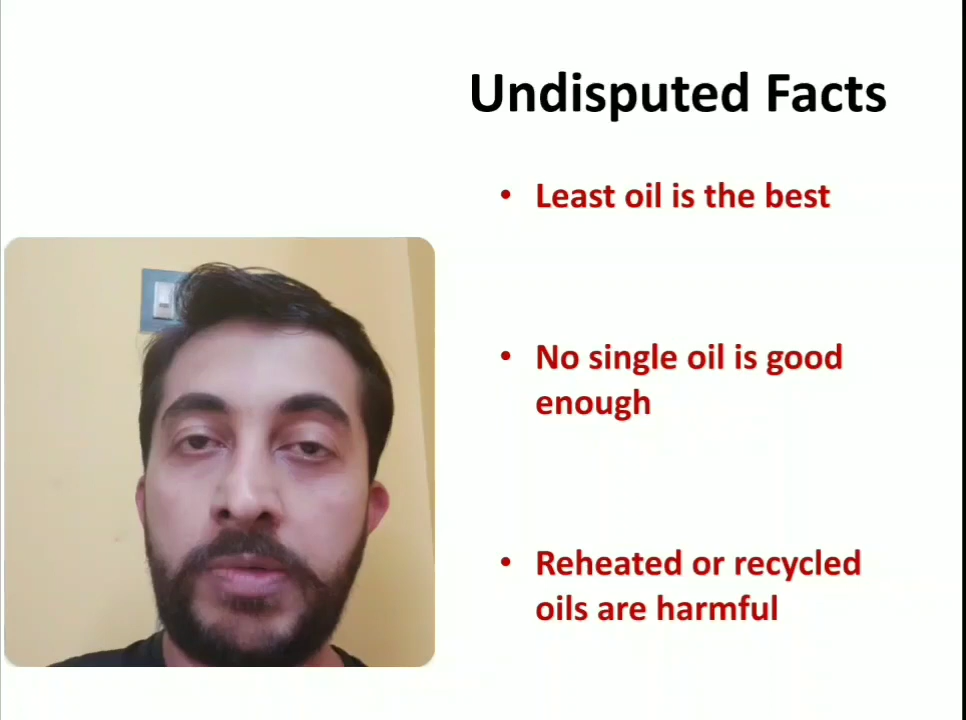 Undisputed Facts
• Least oil is the best
• No single oil is good
enough
• Reheated or recycled
oils are harmful